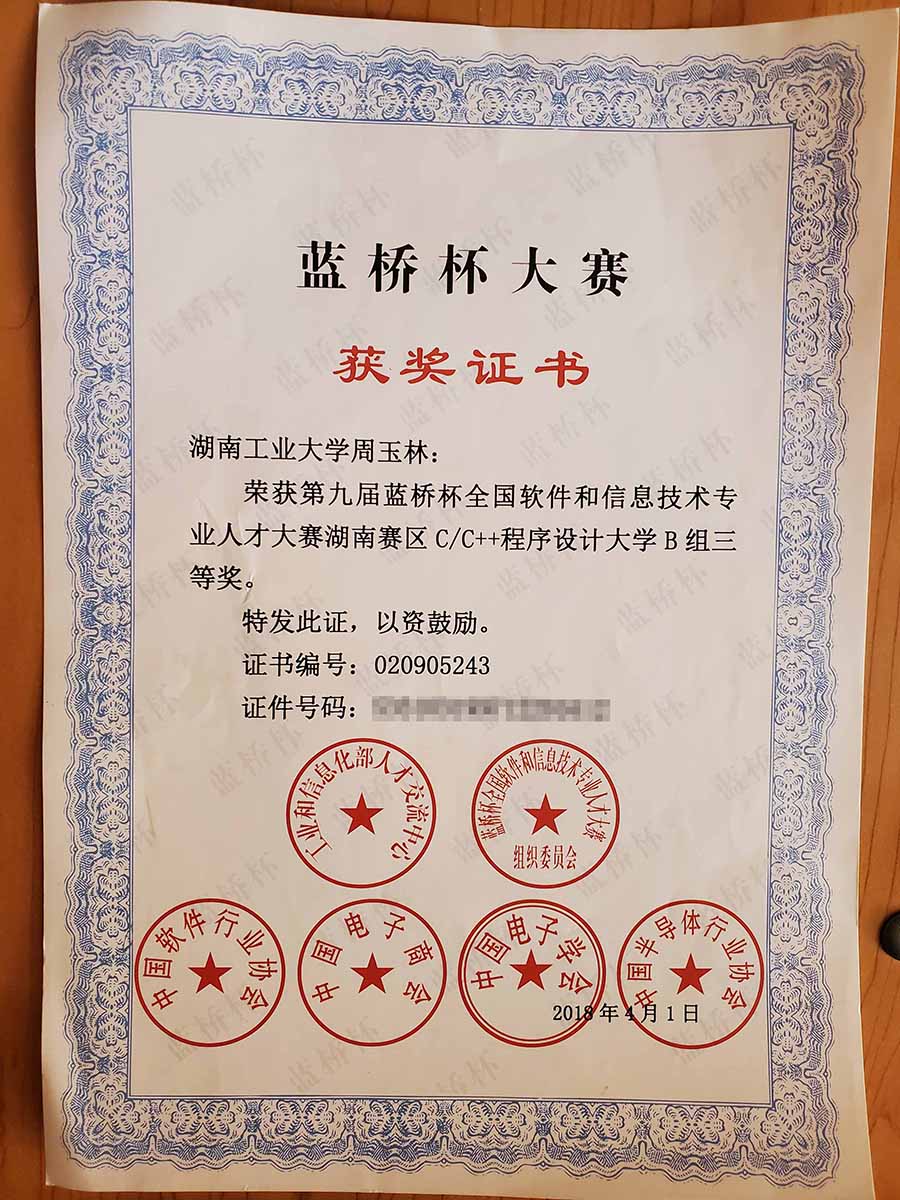 蓝桥杯大赛
获奖证书
湖南工业大学周玉林：
荣获第九届蓝桥杯全国软件和信息技术专
业人才大赛湖南赛区 C/C++程序设计大学 B 组三
等奖。
特发此证，以资鼓励。
证书编号：020905243
证件号码：
工业和信息化部人才交流中心
蓝桥杯全国软件和信息技术专业人才大赛
组织委员会
中国软件行业协会
中国电子商会
中国电子学会
中国半导体行业协会
2018 年 4 月 1 日